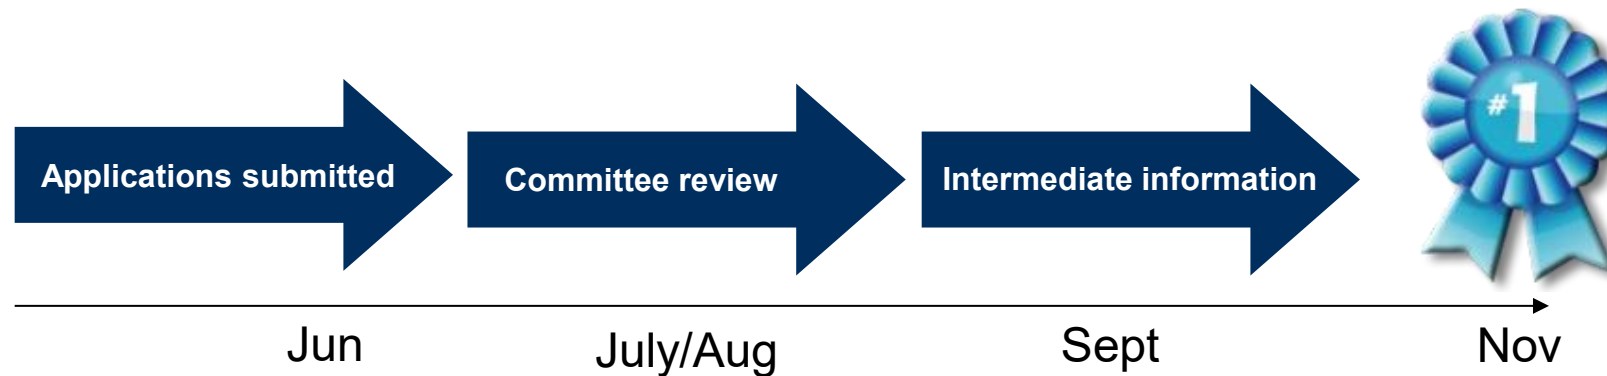 Applications submitted
Committee review
Intermediate information
#1
Jun
July/Aug
Sept
Nov